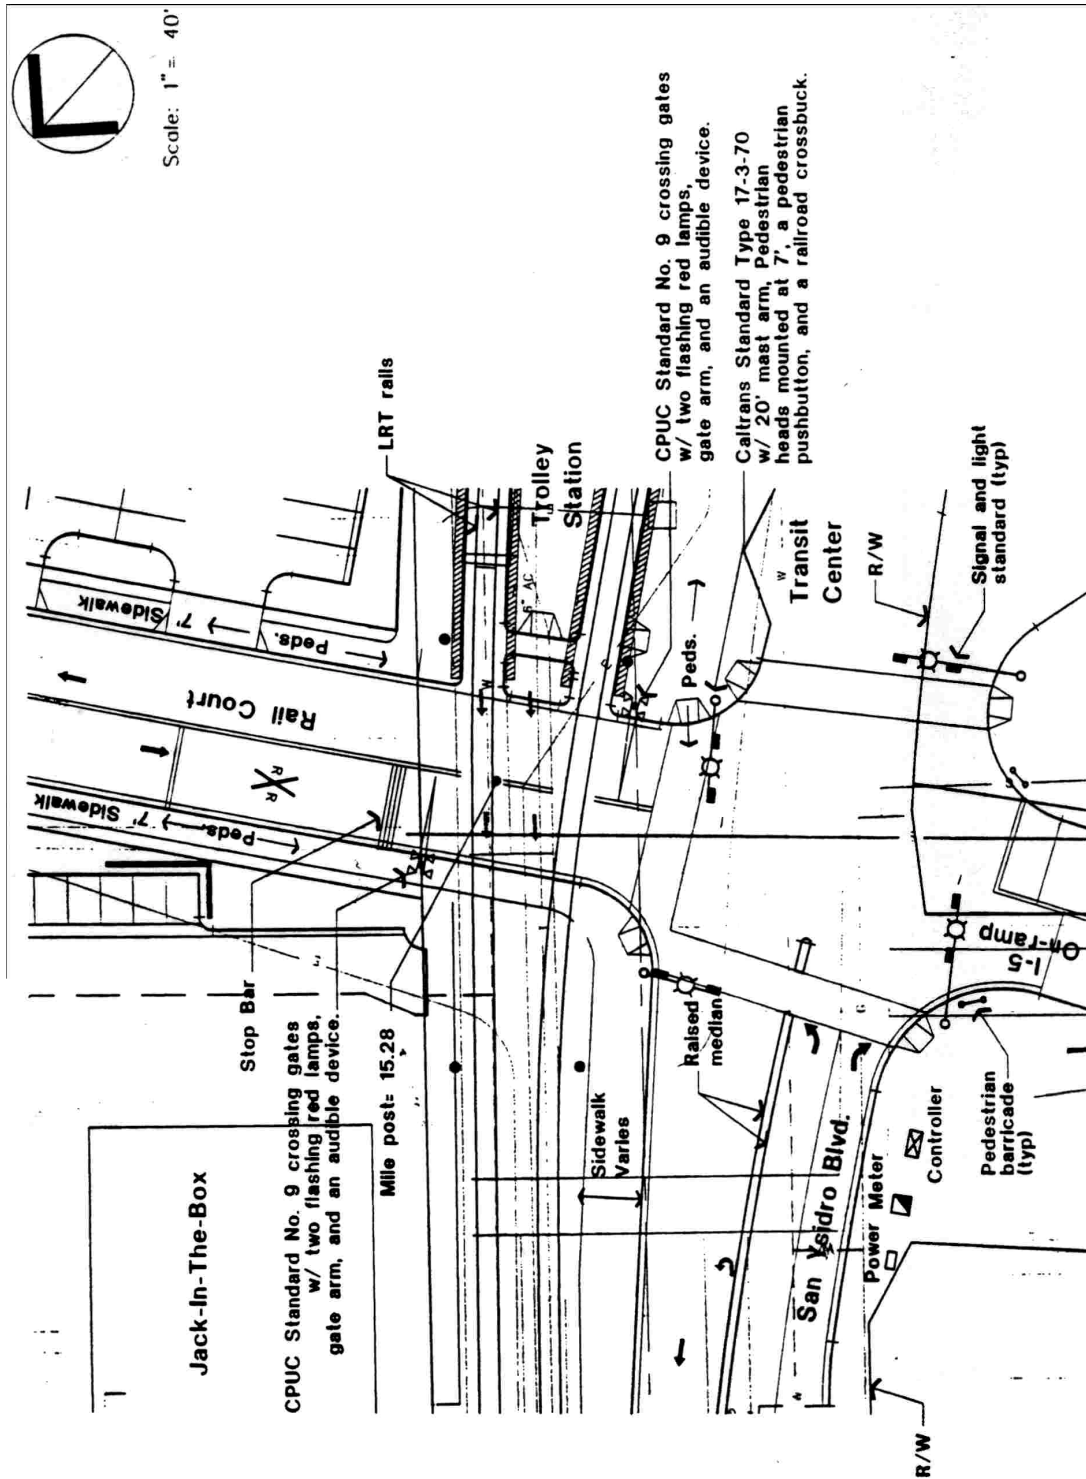 Scale: 1" = 40'
CPUC Standard No. 9 crossing gates
w/ two flashing red lamps,
gate arm, and an audible device.
Caltrans Standard Type 17-3-70
w/ 20' mast arm, Pedestrian
heads mounted at 7', a pedestrian
pushbutton, and a railroad crossbuck.
LRT rails
Trolley
Station
6" AC
W
Transit
Center
R/W
Signal and light
standard (typ)
7' Sidewalk
Peds.
Rail Court
R R
7' Sidewalk
Peds.
Peds.
W
Stop Bar
CPUC Standard No. 9 crossing gates
w/ two flashing red lamps,
gate arm, and an audible device.
Mile post= 15.28
Jack-In-The-Box
Sidewalk
Varies
Raised
median
G
San Ysidro Blvd.
I-5
On-ramp
Pedestrian
barricade
(typ)
Controller
Power Meter
R/W